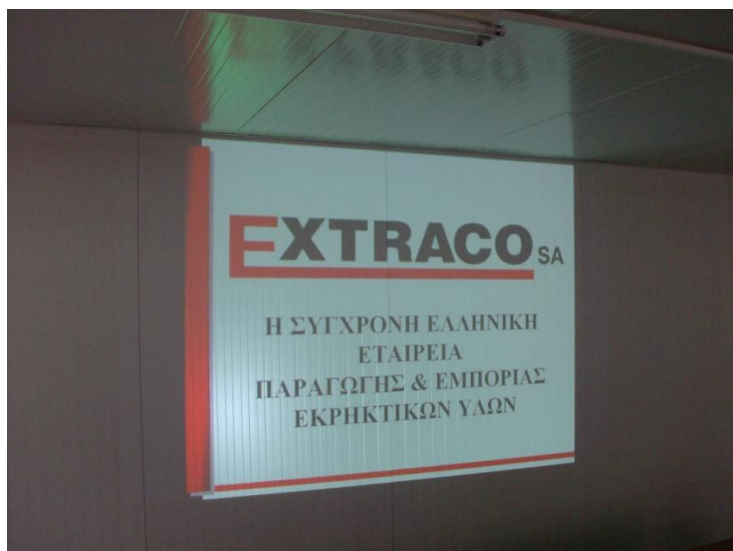 EXTRACO SA
Η ΣΥΓΧΡΟΝΗ ΕΛΛΗΝΙΚΗ
ΕΤΑΙΡΕΙΑ
ΠΑΡΑΓΩΓΗΣ & ΕΜΠΟΡΙΑΣ
ΕΚΡΗΚΤΙΚΩΝ ΥΛΩΝ